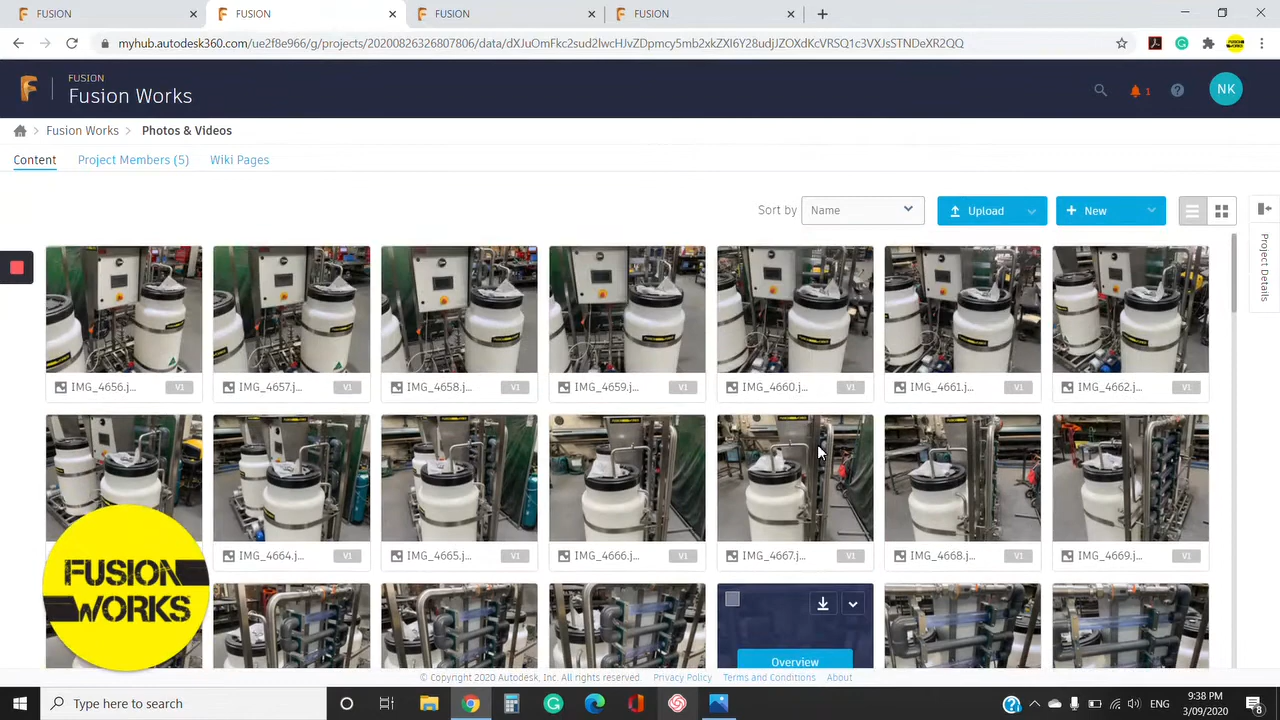 FUSION
FUSION
FUSION
FUSION
myhub.autodesk360.com/ue2f8e966/g/projects/20200826326807806/data/dXJuOmFkc2sud2lwcHJvZDpmcy5mb2xkZXI6Y28udjJZOXdKcVRSQ1c3VXJsSTNDeXR2QQ
FUSION
Fusion Works
1
NK
Fusion Works
Photos & Videos
Content
Project Members (5)
Wiki Pages
Sort by
Name
Upload
New
Project Details
IMG_4656.j...
V1
IMG_4657.j...
V1
IMG_4658.j...
V1
IMG_4659.j...
V1
IMG_4660.j...
V1
IMG_4661.j...
V1
IMG_4662.j...
V1
IMG_4664.j...
V1
IMG_4665.j...
V1
IMG_4666.j...
V1
IMG_4667.j...
V1
IMG_4668.j...
V1
IMG_4669.j...
V1
FUSION
WORKS
Overview
© Copyright 2020 Autodesk, Inc. All rights reserved.
Privacy Policy
Terms and Conditions
About
Type here to search
ENG
9:38 PM
3/09/2020
8